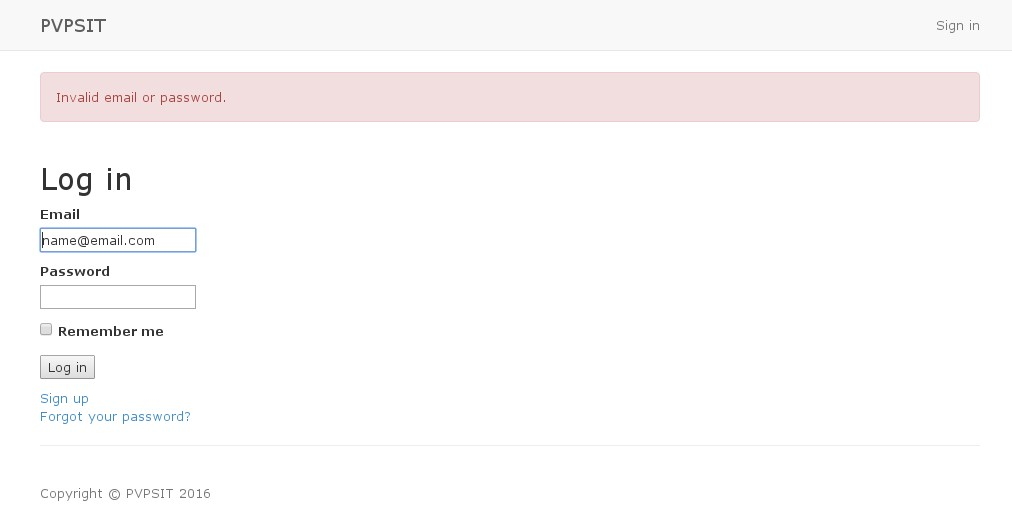 PVPSIT
Sign in
Invalid email or password.
Log in
Email
name@email.com
Password
Remember me
Log in
Sign up
Forgot your password?
Copyright © PVPSIT 2016